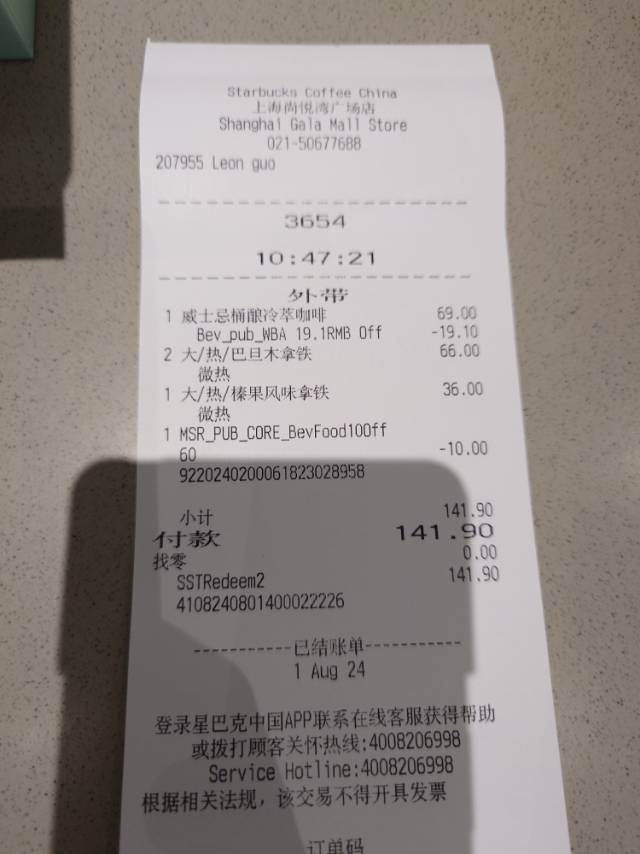 Starbucks Coffee China
上海尚悦湾广场店
Shanghai Gala Mall Store
021-50677688
207955 Leon guo
3654
10:47:21
外带
1 威士忌桶酿冷萃咖啡 69.00
Bev_pub_WBA 19.1RMB Off -19.10
2 大/热/巴旦木拿铁 66.00
微热
1 大/热/榛果风味拿铁 36.00
微热
1 MSR_PUB_CORE_BevFood10Off
60 -10.00
9220240200061823028958
小计 141.90
付款 141.90
找零 0.00
SSTRedeem2 141.90
4108240801400022226
-----------已结账单-----------
1 Aug 24
登录星巴克中国APP联系在线客服获得帮助
或拨打顾客关怀热线:4008206998
Service Hotline:4008206998
根据相关法规，该交易不得开具发票
订单码